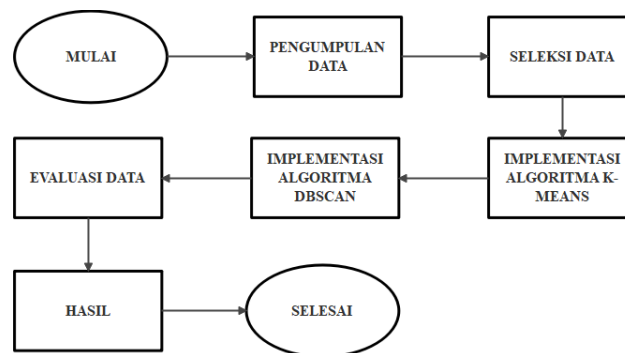 MULAI
PENGUMPULAN
DATA
SELEKSI DATA
IMPLEMENTASI
ALGORITMA K-
MEANS
IMPLEMENTASI
ALGORITMA
DBSCAN
EVALUASI DATA
HASIL
SELESAI